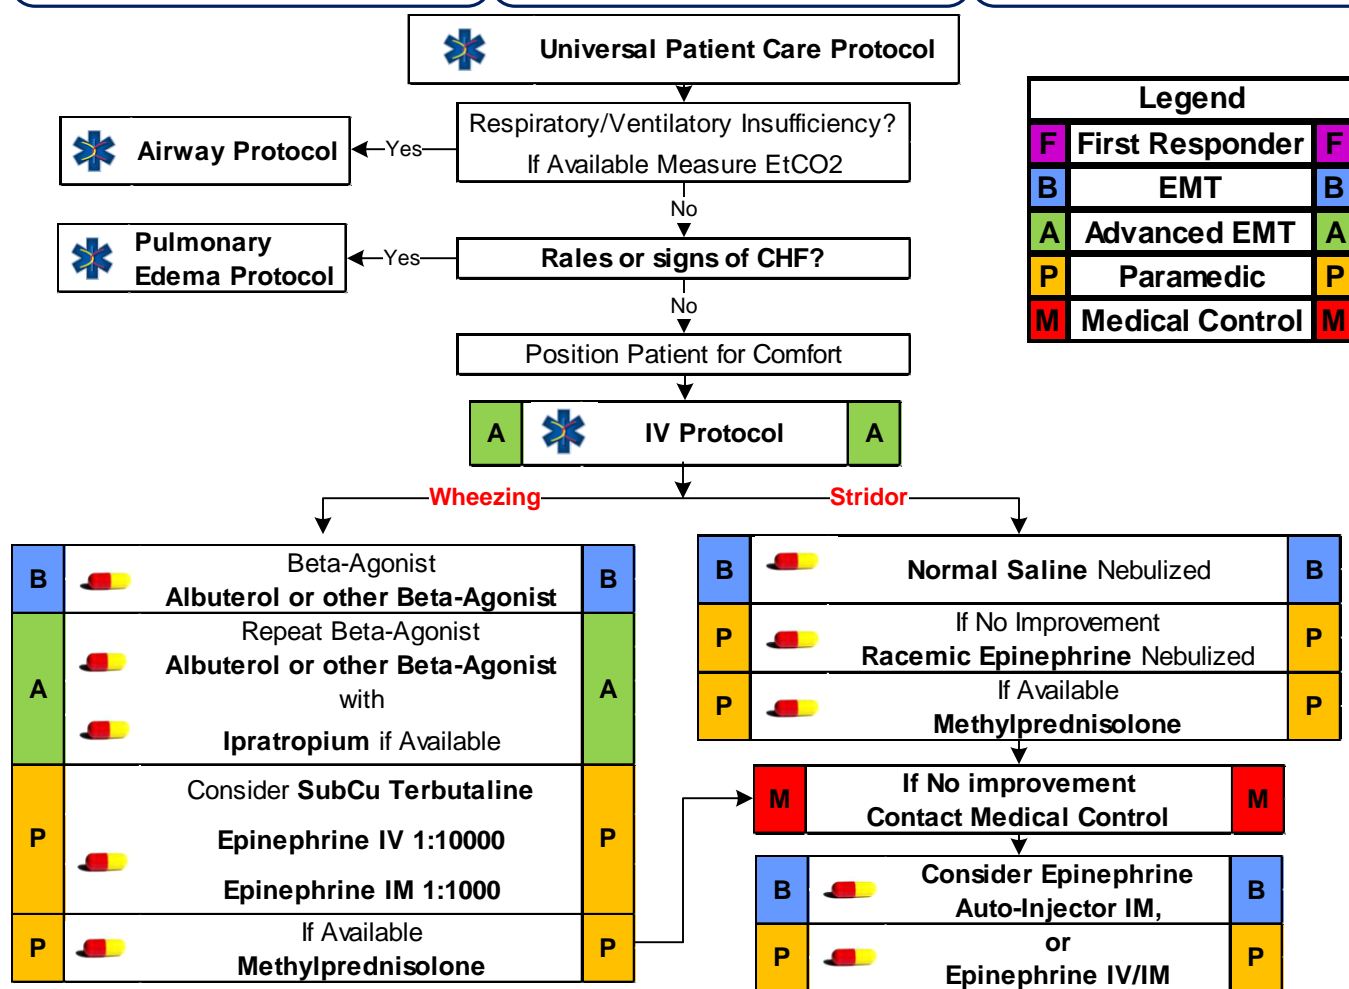 Universal Patient Care Protocol
Respiratory/Ventilatory Insufficiency?
If Available Measure EtCO2
Yes
Airway Protocol
No
Rales or signs of CHF?
Yes
Pulmonary
Edema Protocol
No
Position Patient for Comfort
A IV Protocol A
Legend
F First Responder F
B EMT B
A Advanced EMT A
P Paramedic P
M Medical Control M
Wheezing
B Beta-Agonist B
Albuterol or other Beta-Agonist
Repeat Beta-Agonist
Albuterol or other Beta-Agonist
A with A
Ipratropium if Available
Consider SubCu Terbutaline
P Epinephrine IV 1:10000 P
Epinephrine IM 1:1000
P If Available P
Methylprednisolone
Stridor
B Normal Saline Nebulized B
P If No Improvement P
Racemic Epinephrine Nebulized
P If Available P
Methylprednisolone
M If No improvement M
Contact Medical Control
B Consider Epinephrine B
Auto-Injector IM,
P or P
Epinephrine IV/IM